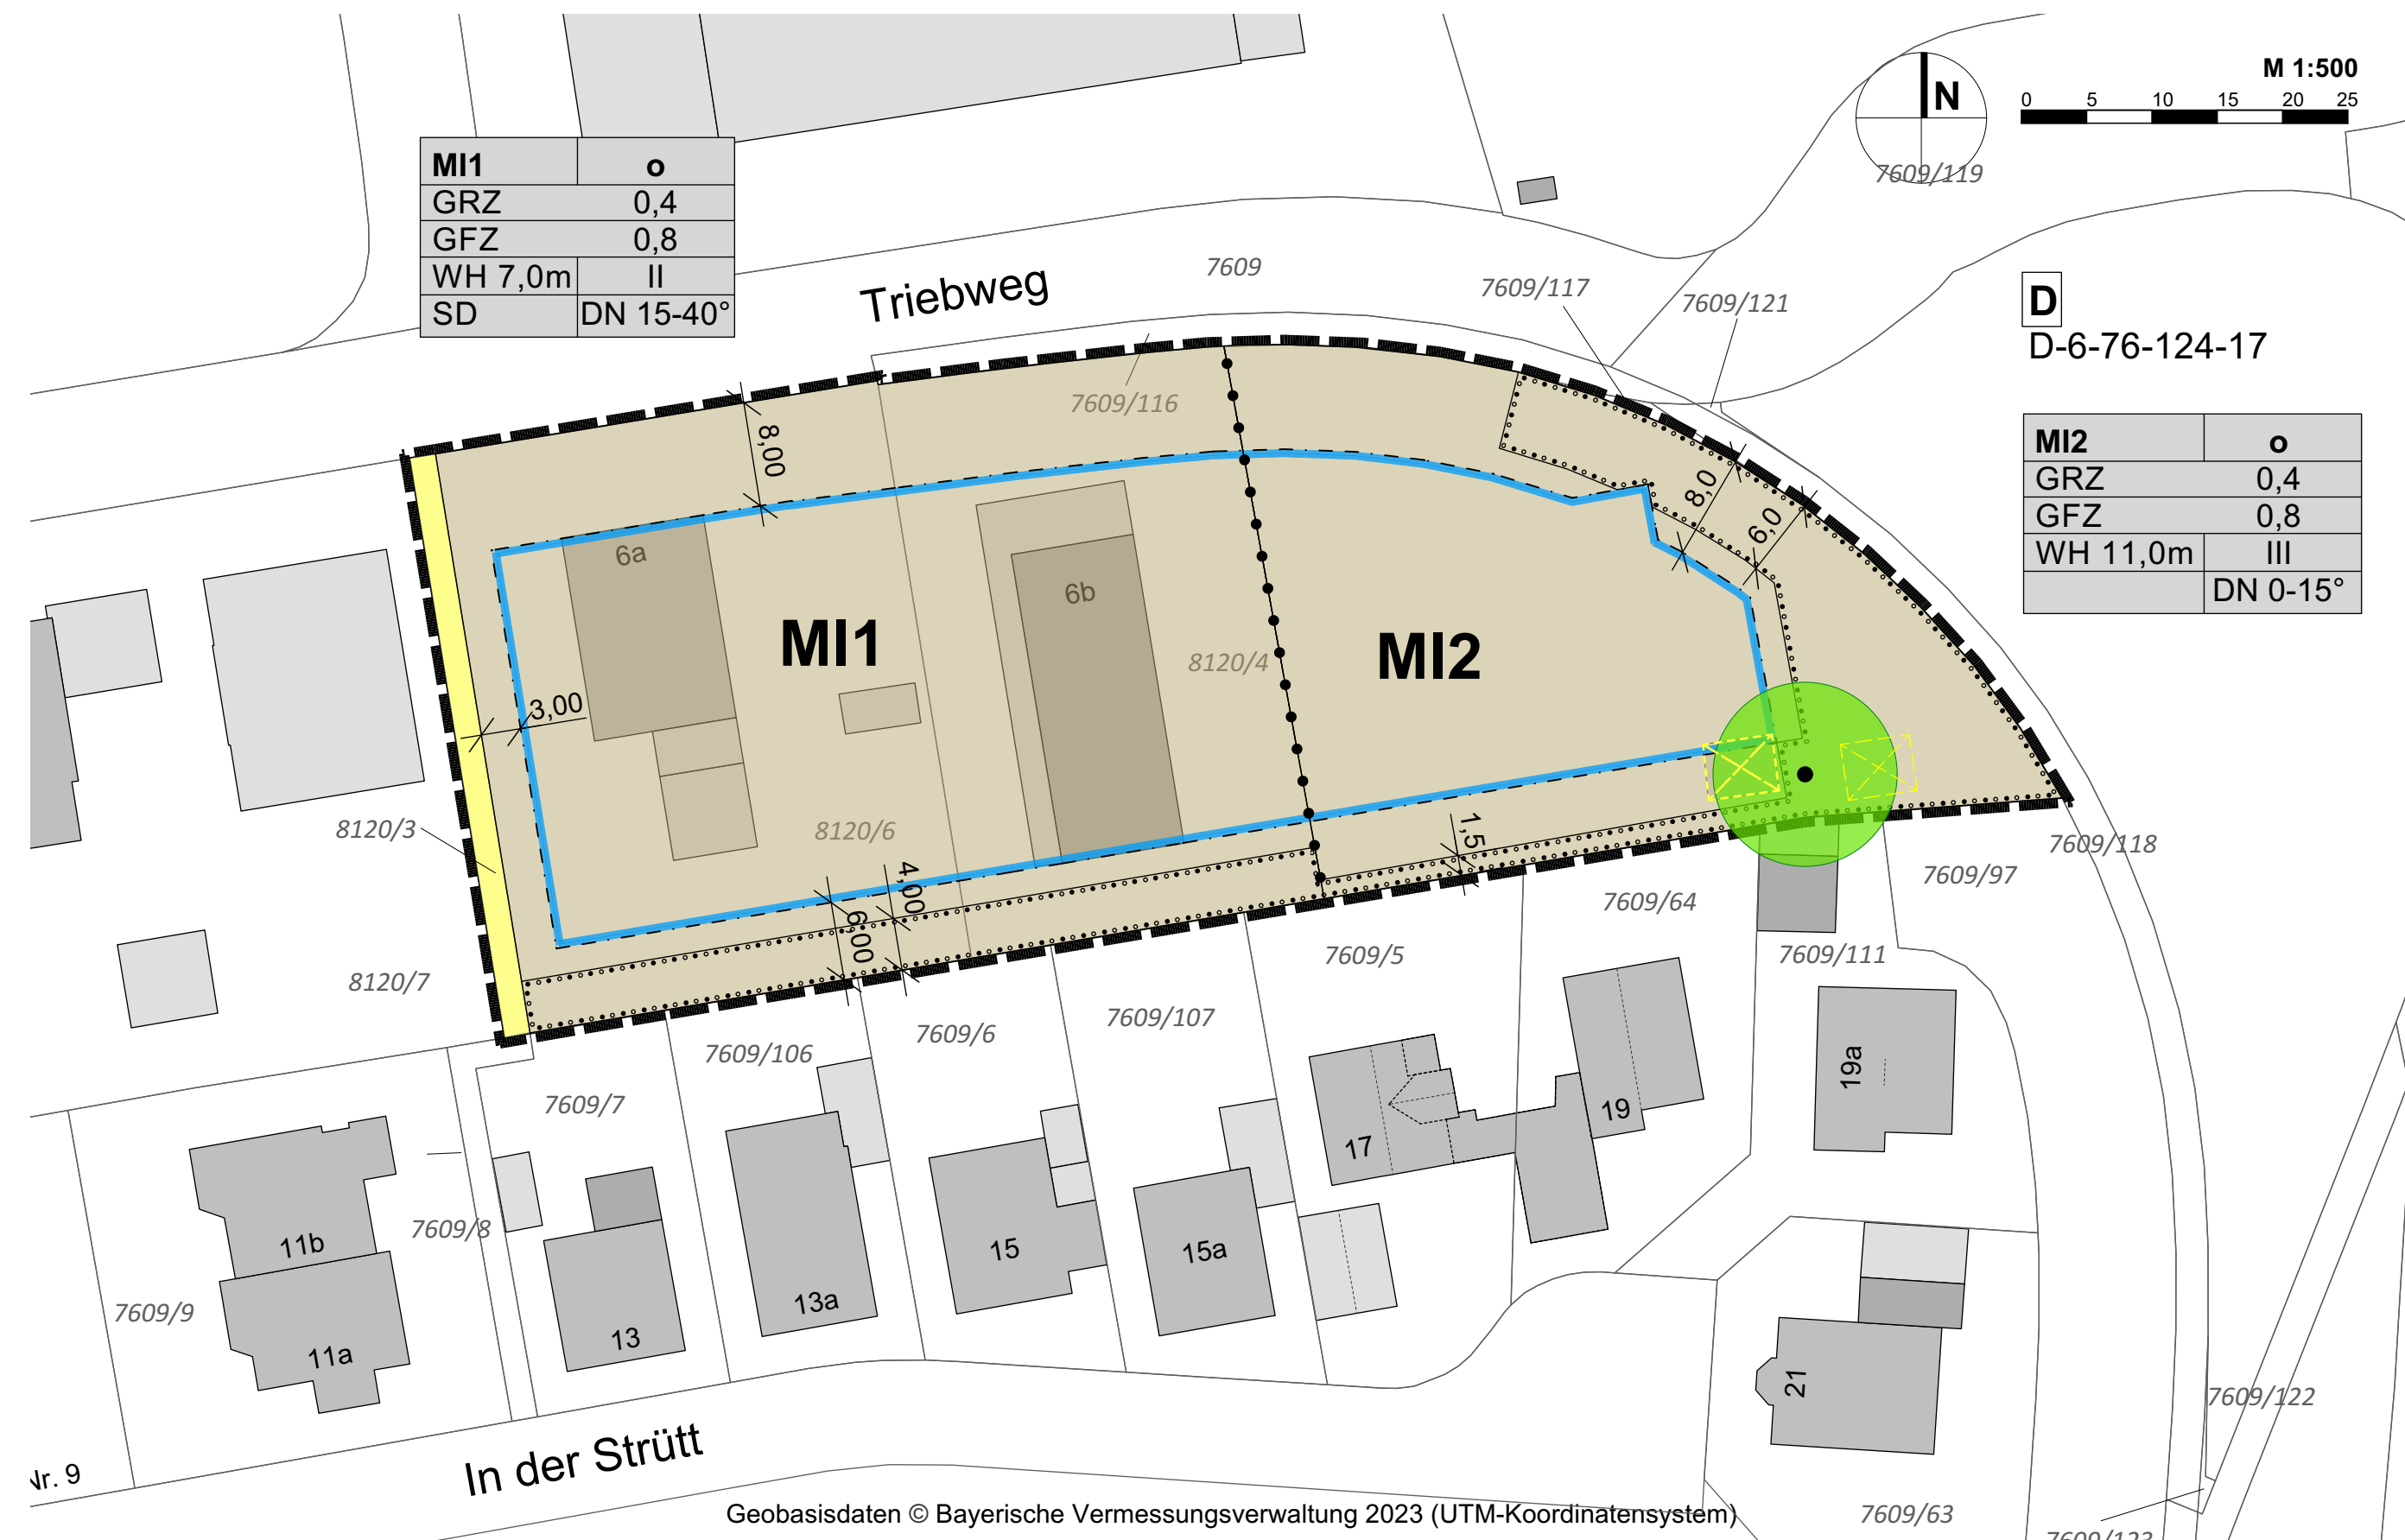 M 1:500
0 5 10 15 20 25
N
7609/119
MI1 o
GRZ 0,4
GFZ 0,8
WH 7,0m II
SD DN 15-40°
Triebweg
7609
7609/117
7609/121
D
D-6-76-124-17
7609/116
8,00
MI2 o
GRZ 0,4
GFZ 0,8
WH 11,0m III
DN 0-15°
8,0
6,0
6a
6b
MI1
MI2
8120/4
3,00
8120/3
8120/6
1,5
7609/118
4,00
6,00
7609/97
7609/64
7609/5
7609/111
8120/7
7609/6
7609/107
7609/106
7609/7
19a
19
17
7609/8
11b
15
15a
7609/9
13a
13
11a
21
7609/122
In der Strütt
Nr. 9
Geobasisdaten © Bayerische Vermessungsverwaltung 2023 (UTM-Koordinatensystem)
7609/63
7609/123